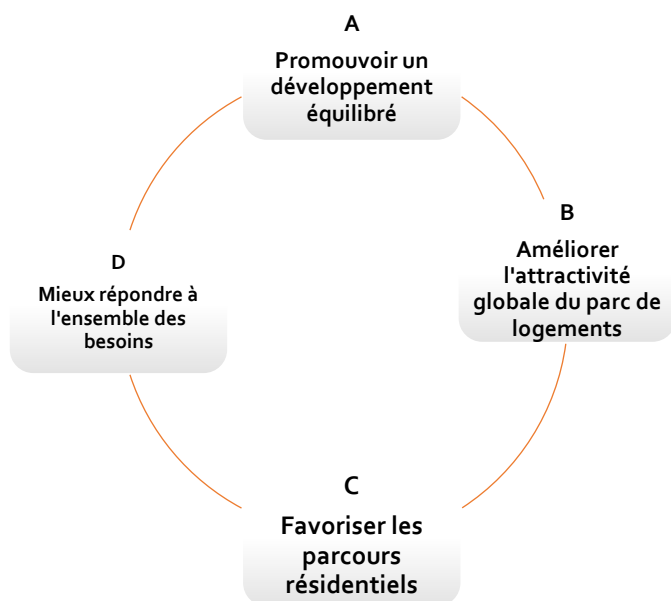 A
Promouvoir un
développement
équilibré
B
Améliorer
l'attractivité
globale du parc de
logements
C
Favoriser les
parcours
résidentiels
D
Mieux répondre à
l'ensemble des
besoins